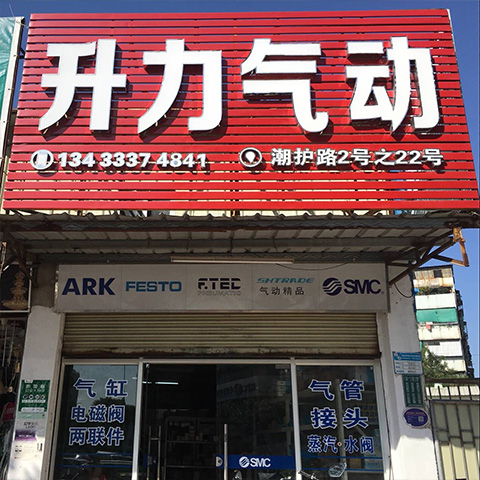 升力气动
134 3337 4841 潮护路2号之22号
ARK FESTO F.TEC SHTRADE SMC
PNEUMATIC 气动精品
气缸 气管
电磁阀 接头
两联件 蒸汽·水阀
SMC